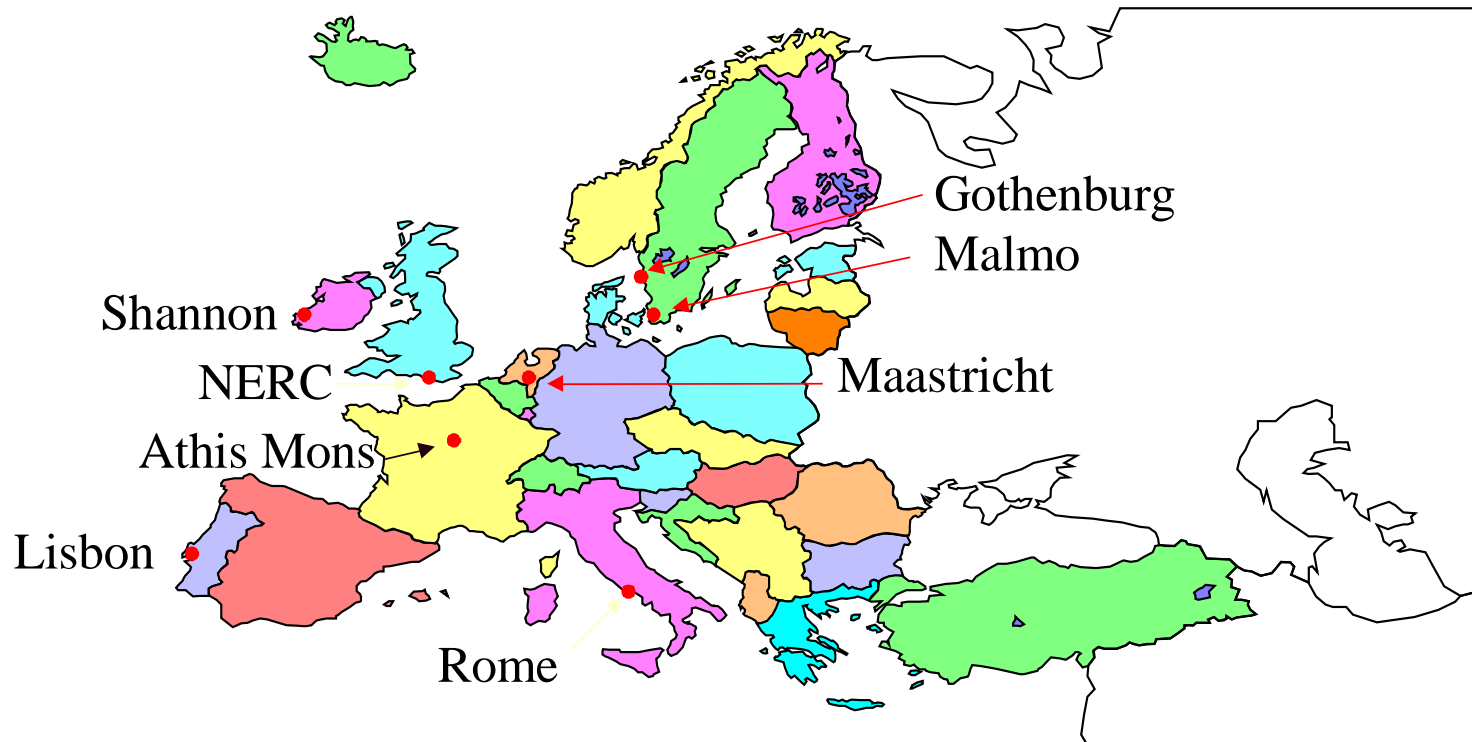 Gothenburg
Malmo
Shannon
NERC
Maastricht
Athis Mons
Lisbon
Rome